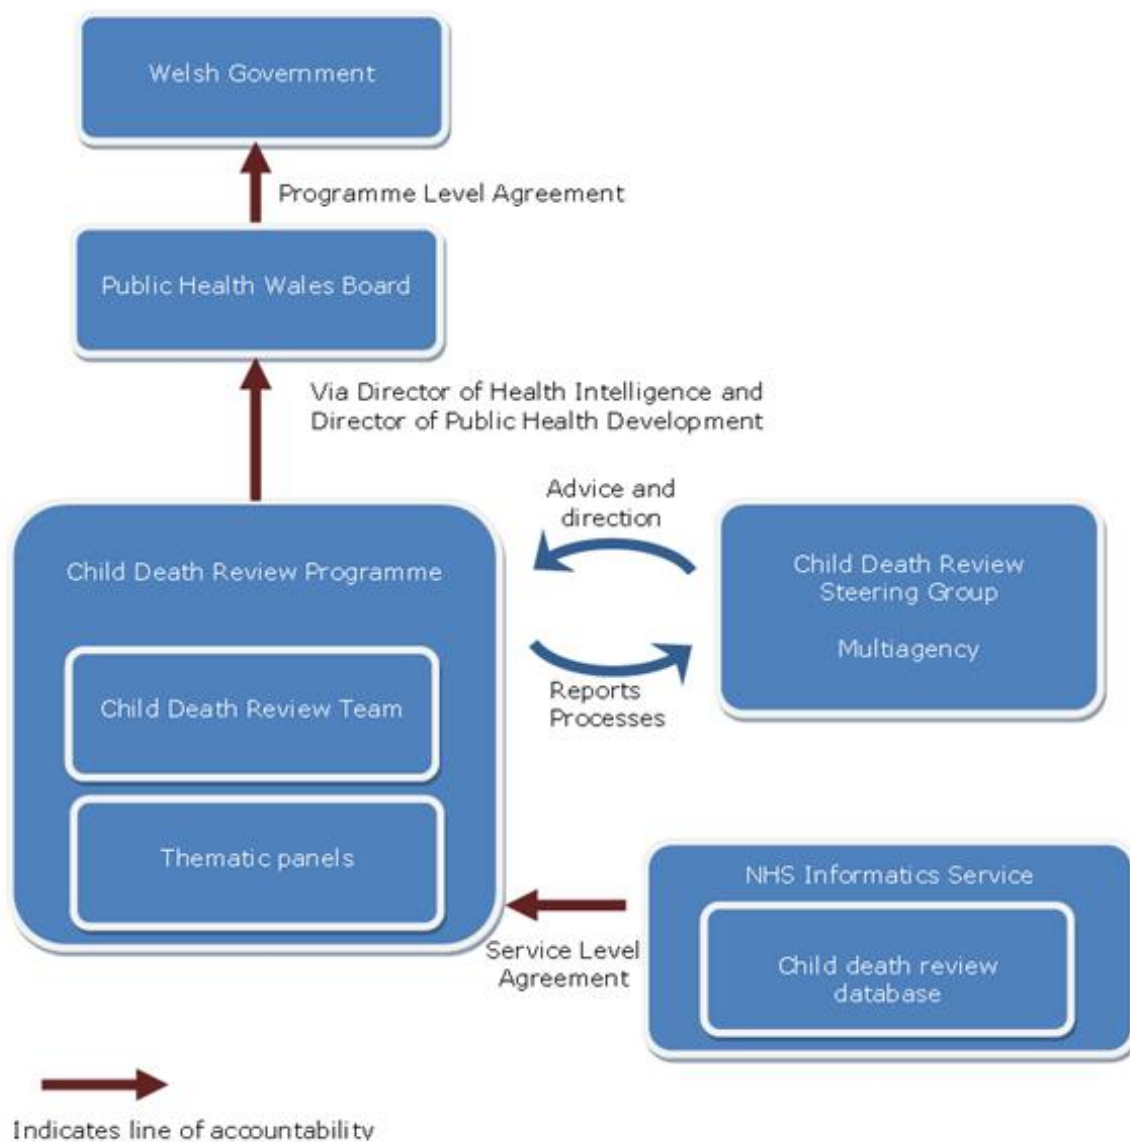 Welsh Government
Programme Level Agreement
Public Health Wales Board
Via Director of Health Intelligence and
Director of Public Health Development
Child Death Review Programme
Child Death Review Team
Thematic panels
Advice and
direction
Reports
Processes
Child Death Review
Steering Group
Multiagency
NHS Informatics Service
Child death review
database
Service Level
Agreement
Indicates line of accountability